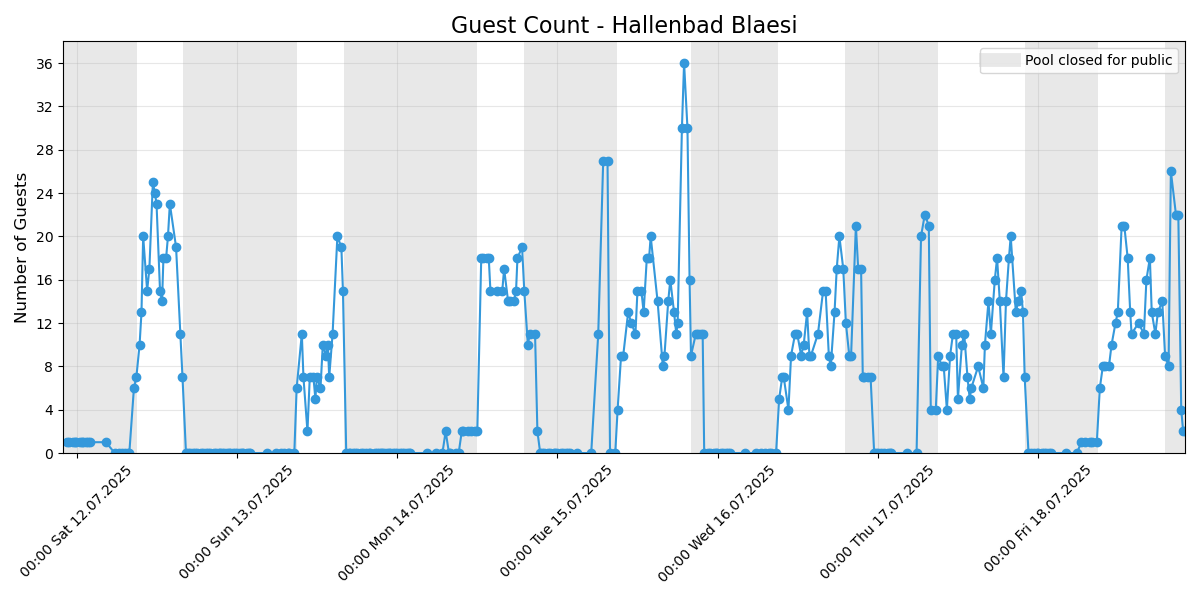 Guest Count - Hallenbad Blaesi
Pool closed for public
Number of Guests
36
32
28
24
20
16
12
8
4
0
00:00 Sat 12.07.2025
00:00 Sun 13.07.2025
00:00 Mon 14.07.2025
00:00 Tue 15.07.2025
00:00 Wed 16.07.2025
00:00 Thu 17.07.2025
00:00 Fri 18.07.2025